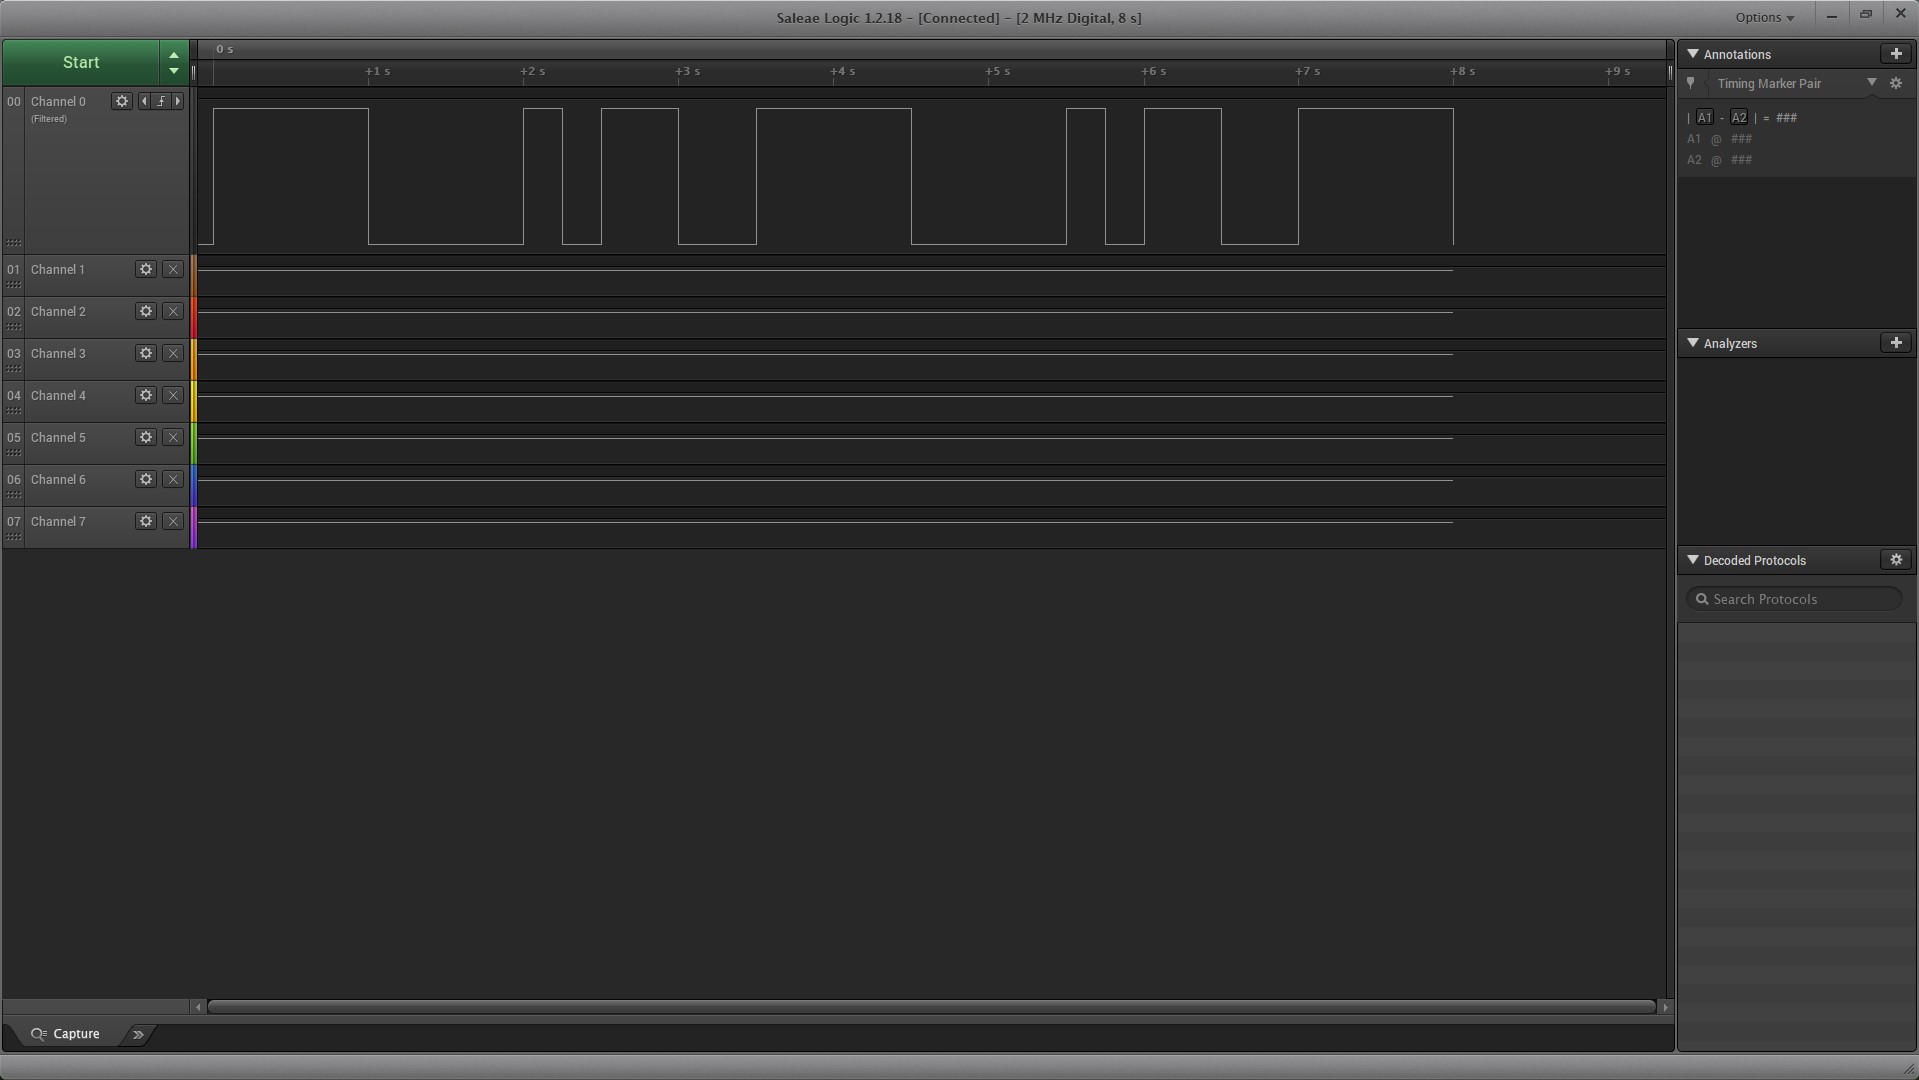 Saleae Logic 1.2.18 - [Connected] - [2 MHz Digital, 8 s]
Options
Start
0 s
+1 s +2 s +3 s +4 s +5 s +6 s +7 s +8 s +9 s
00 Channel 0
(Filtered)
01 Channel 1
02 Channel 2
03 Channel 3
04 Channel 4
05 Channel 5
06 Channel 6
07 Channel 7
Annotations
Timing Marker Pair
| A1 - A2 | = ###
A1 @ ###
A2 @ ###
Analyzers
Decoded Protocols
Search Protocols
Capture